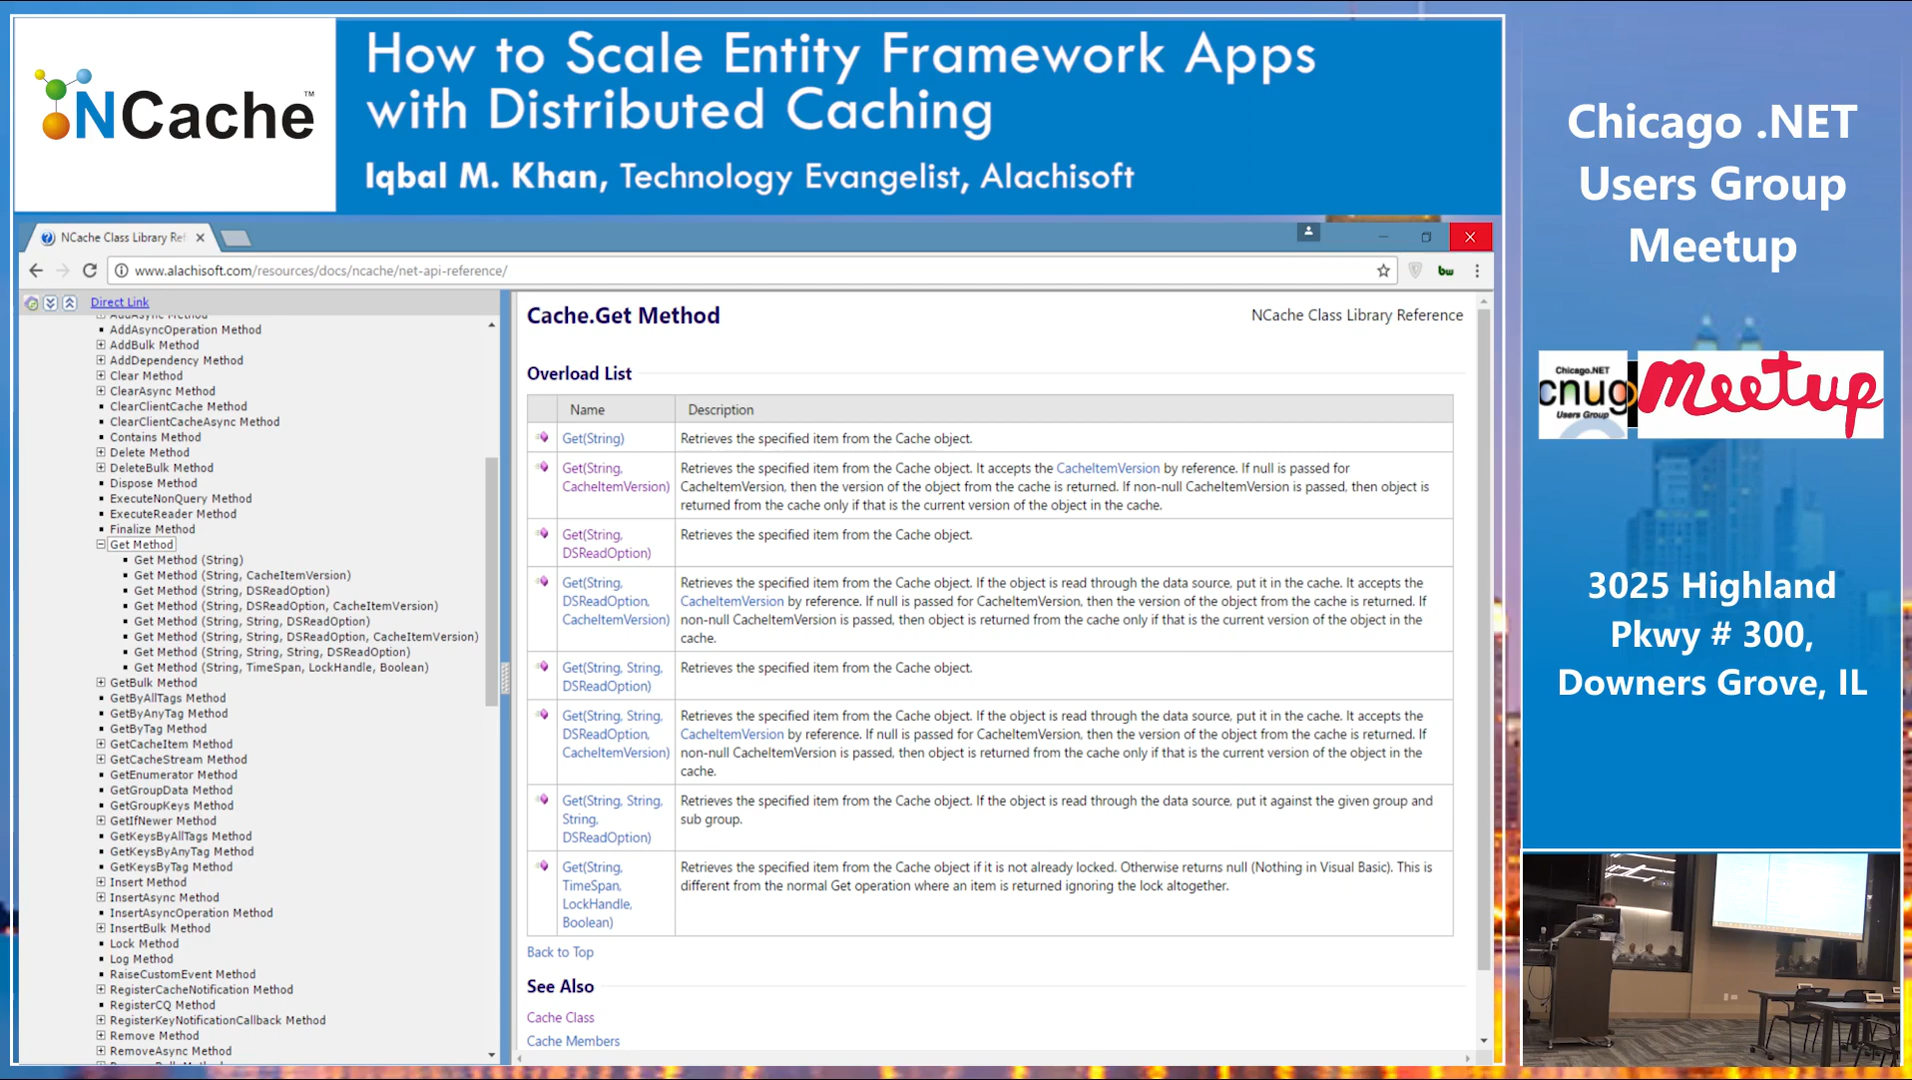 NCache™
How to Scale Entity Framework Apps
with Distributed Caching
Iqbal M. Khan, Technology Evangelist, Alachisoft
Chicago .NET
Users Group
Meetup
Chicago.NET
cnug
Users Group
Meetup
3025 Highland
Pkwy # 300,
Downers Grove, IL
NCache Class Library Ref
www.alachisoft.com/resources/docs/ncache/net-api-reference/
bw
Direct Link
AddAsync Method
AddAsyncOperation Method
AddBulk Method
AddDependency Method
Clear Method
ClearAsync Method
ClearClientCache Method
ClearClientCacheAsync Method
Contains Method
Delete Method
DeleteBulk Method
Dispose Method
ExecuteNonQuery Method
ExecuteReader Method
Finalize Method
Get Method
Get Method (String)
Get Method (String, CacheItemVersion)
Get Method (String, DSReadOption)
Get Method (String, DSReadOption, CacheItemVersion)
Get Method (String, String, DSReadOption)
Get Method (String, String, DSReadOption, CacheItemVersion)
Get Method (String, String, String, DSReadOption)
Get Method (String, TimeSpan, LockHandle, Boolean)
GetBulk Method
GetByAllTags Method
GetByAnyTag Method
GetByTag Method
GetCacheItem Method
GetCacheStream Method
GetEnumerator Method
GetGroupData Method
GetGroupKeys Method
GetIfNewer Method
GetKeysByAllTags Method
GetKeysByAnyTag Method
GetKeysByTag Method
Insert Method
InsertAsync Method
InsertAsyncOperation Method
InsertBulk Method
Lock Method
Log Method
RaiseCustomEvent Method
RegisterCacheNotification Method
RegisterCQ Method
RegisterKeyNotificationCallback Method
Remove Method
RemoveAsync Method
Cache.Get Method
NCache Class Library Reference
Overload List
Name Description
Get(String) Retrieves the specified item from the Cache object.
Get(String, CacheItemVersion)
Retrieves the specified item from the Cache object. It accepts the CacheItemVersion by reference. If null is passed for
CacheItemVersion, then the version of the object from the cache is returned. If non-null CacheItemVersion is passed, then object is
returned from the cache only if that is the current version of the object in the cache.
Get(String,
DSReadOption)
Retrieves the specified item from the Cache object.
Get(String,
DSReadOption,
CacheItemVersion)
Retrieves the specified item from the Cache object. If the object is read through the data source, put it in the cache. It accepts the
CacheItemVersion by reference. If null is passed for CacheItemVersion, then the version of the object from the cache is returned. If
non-null CacheItemVersion is passed, then object is returned from the cache only if that is the current version of the object in the
cache.
Get(String, String,
DSReadOption)
Retrieves the specified item from the Cache object.
Get(String, String,
DSReadOption,
CacheItemVersion)
Retrieves the specified item from the Cache object. If the object is read through the data source, put it in the cache. It accepts the
CacheItemVersion by reference. If null is passed for CacheItemVersion, then the version of the object from the cache is returned. If
non-null CacheItemVersion is passed, then object is returned from the cache only if that is the current version of the object in the
cache.
Get(String, String,
String,
DSReadOption)
Retrieves the specified item from the Cache object. If the object is read through the data source, put it against the given group and
sub group.
Get(String,
TimeSpan,
LockHandle,
Boolean)
Retrieves the specified item from the Cache object if it is not already locked. Otherwise returns null (Nothing in Visual Basic). This is
different from the normal Get operation where an item is returned ignoring the lock altogether.
Back to Top
See Also
Cache Class
Cache Members